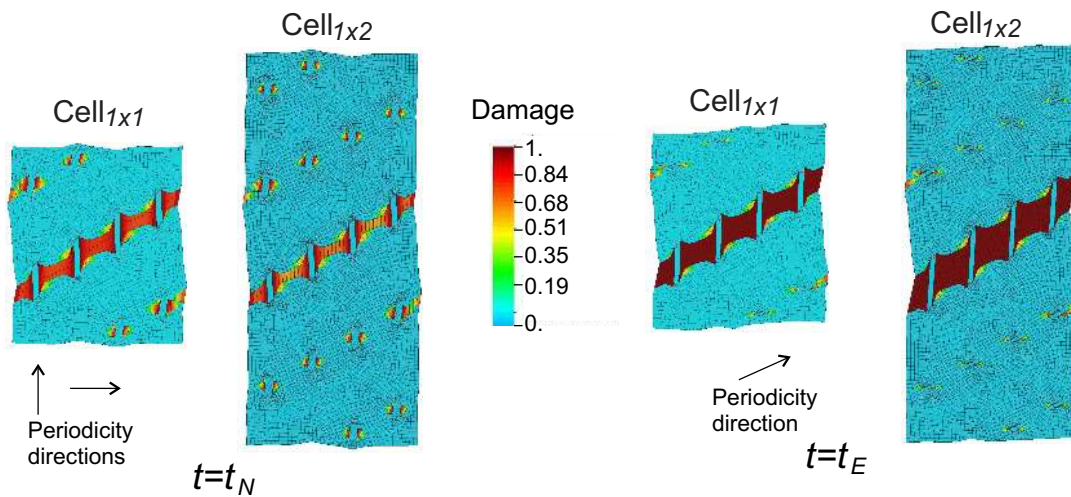 Cell1x2
Cell1x1
Damage
1.
0.84
0.68
0.51
0.35
0.19
0.
Periodicity
directions
t=tN
Cell1x2
Cell1x1
Periodicity
direction
t=tE